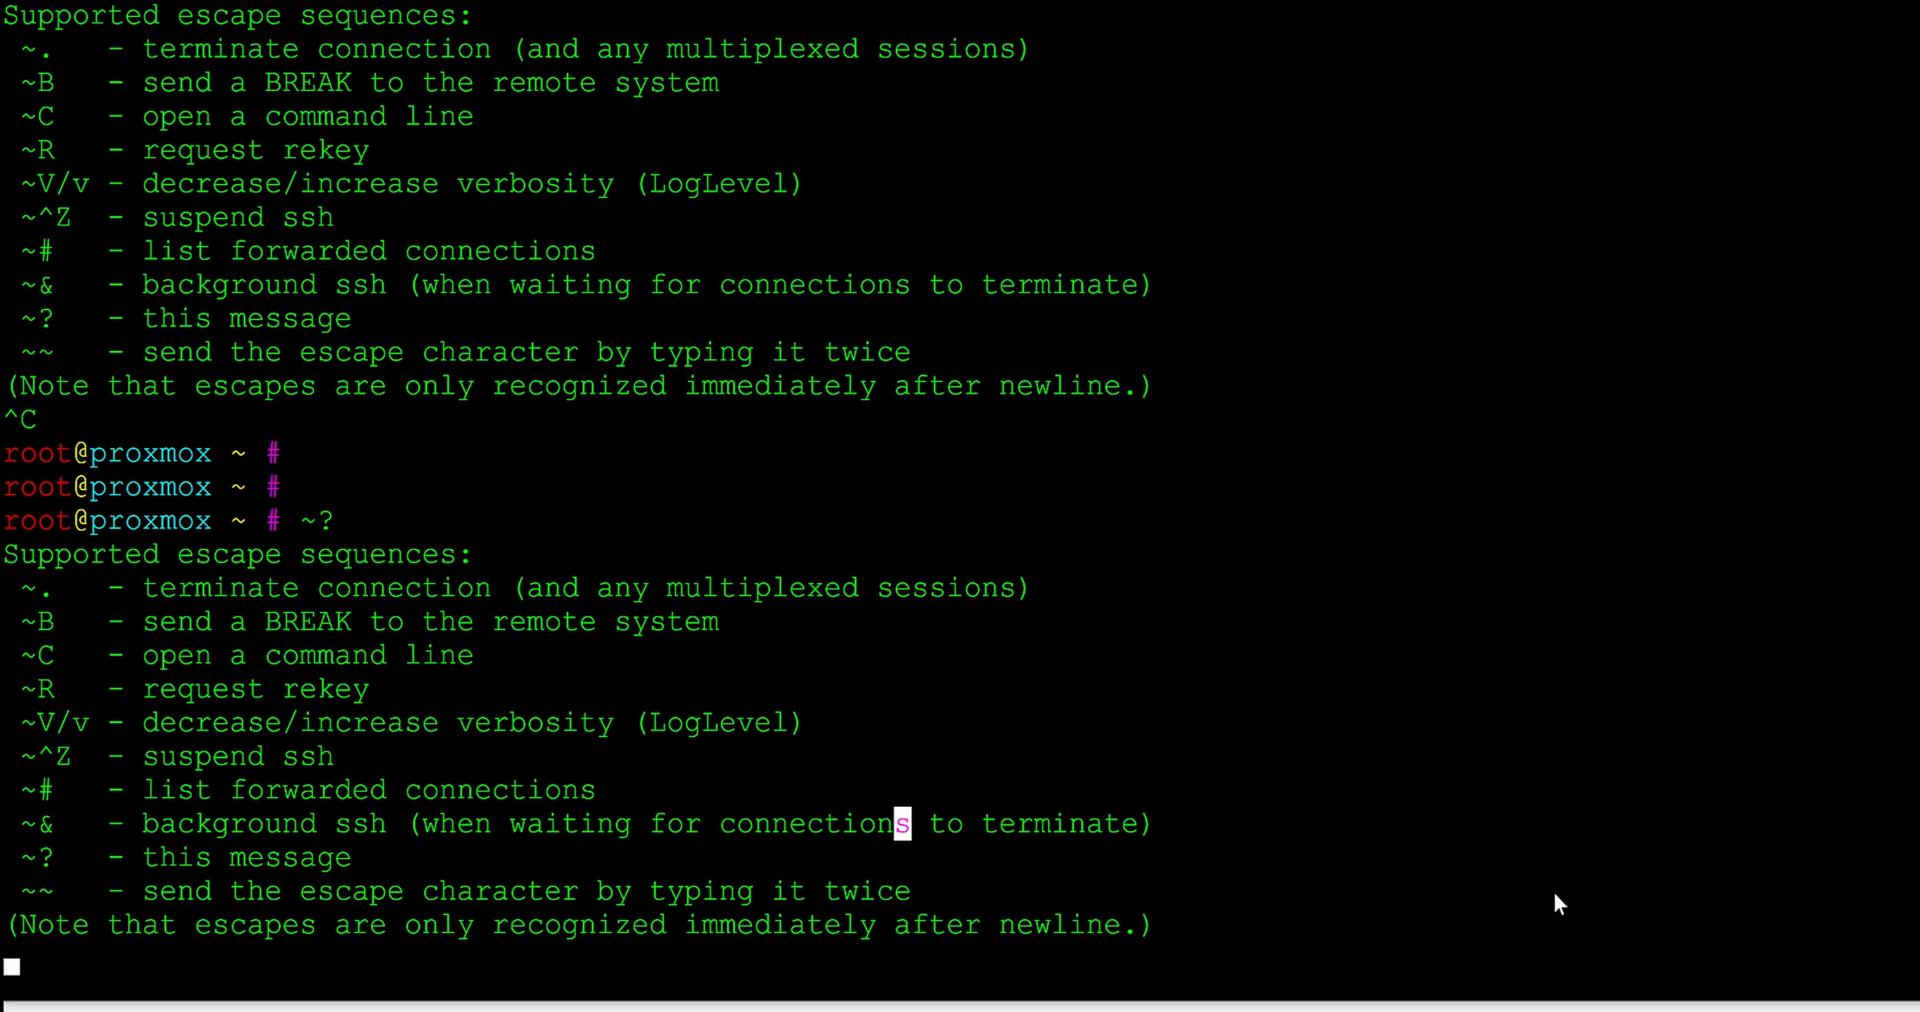 Supported escape sequences:
 ~.   - terminate connection (and any multiplexed sessions)
 ~B   - send a BREAK to the remote system
 ~C   - open a command line
 ~R   - request rekey
 ~V/v - decrease/increase verbosity (LogLevel)
 ~^Z  - suspend ssh
 ~#   - list forwarded connections
 ~&   - background ssh (when waiting for connections to terminate)
 ~?   - this message
 ~~   - send the escape character by typing it twice
(Note that escapes are only recognized immediately after newline.)
^C
root@proxmox ~ #
root@proxmox ~ #
root@proxmox ~ # ~?
Supported escape sequences:
 ~.   - terminate connection (and any multiplexed sessions)
 ~B   - send a BREAK to the remote system
 ~C   - open a command line
 ~R   - request rekey
 ~V/v - decrease/increase verbosity (LogLevel)
 ~^Z  - suspend ssh
 ~#   - list forwarded connections
 ~&   - background ssh (when waiting for connections to terminate)
 ~?   - this message
 ~~   - send the escape character by typing it twice
(Note that escapes are only recognized immediately after newline.)